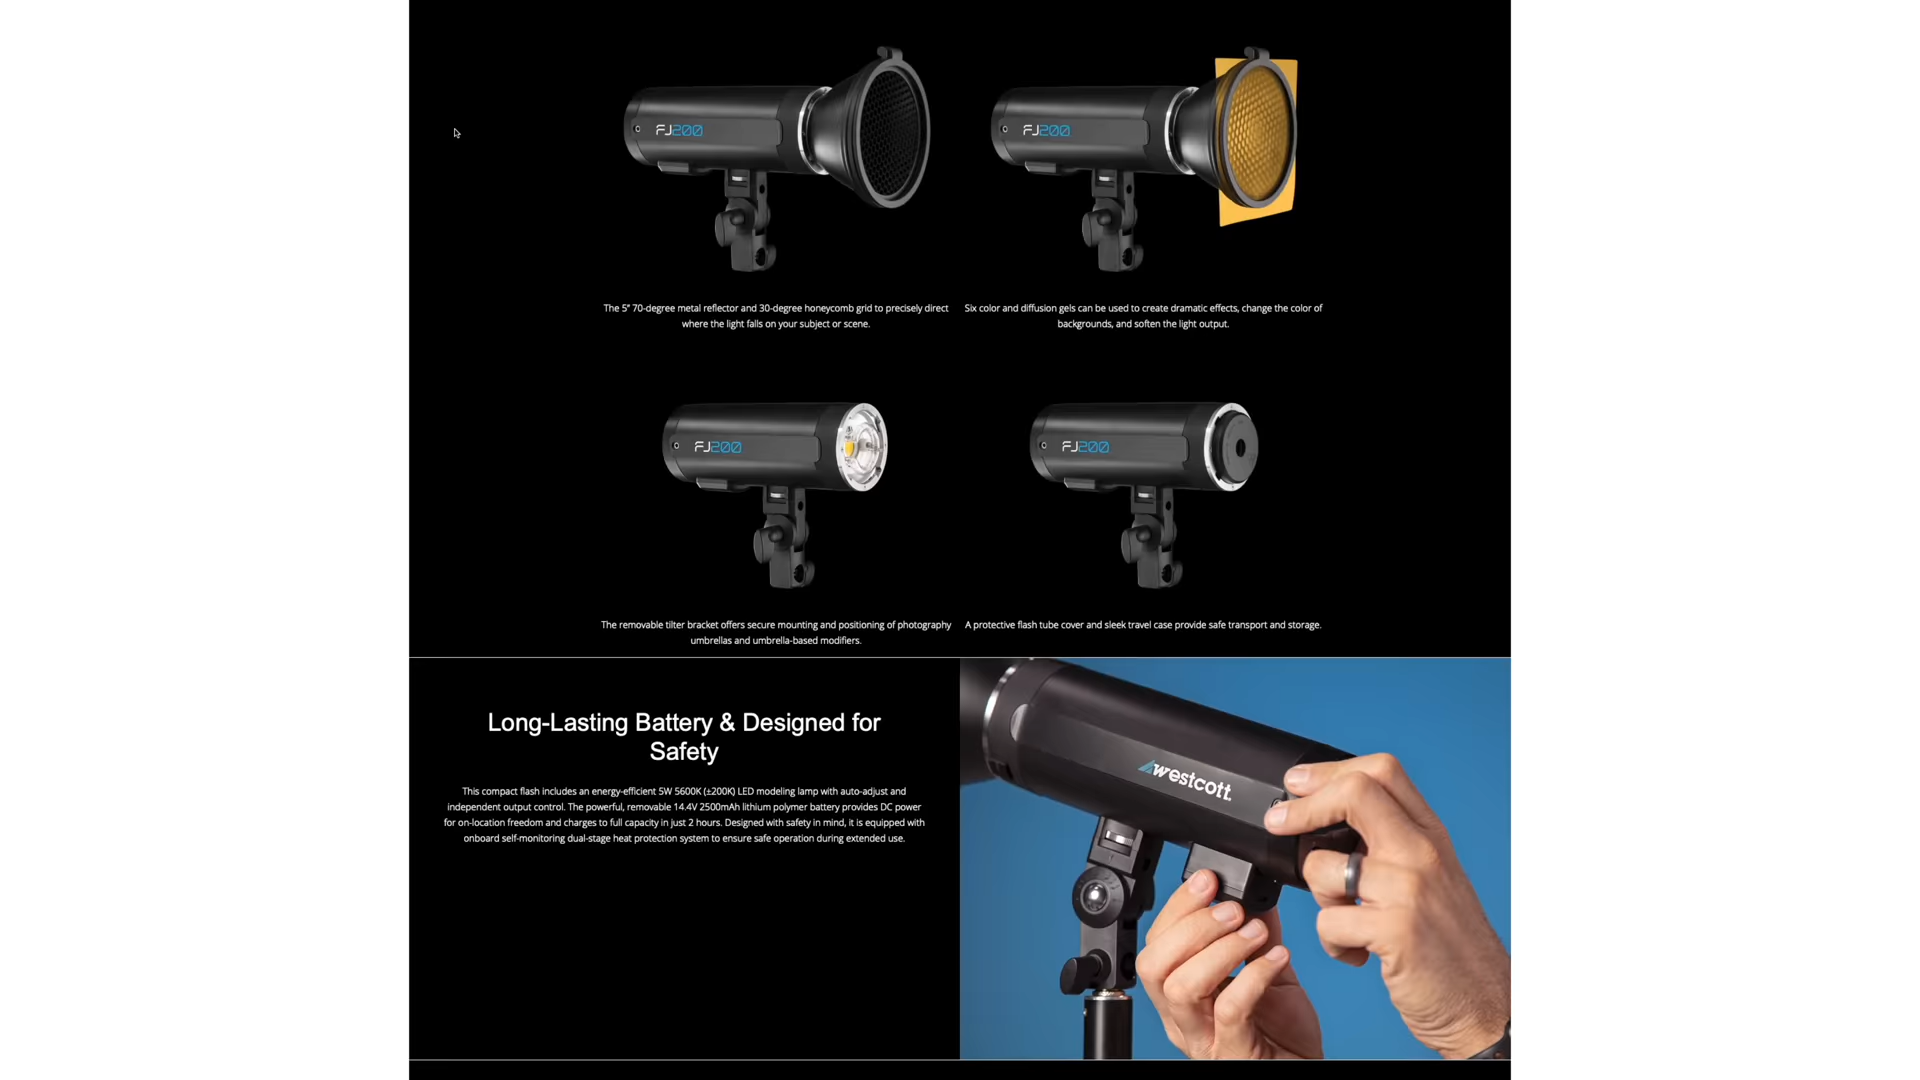 FJ200
FJ200
The 5" 70-degree metal reflector and 30-degree honeycomb grid to precisely direct
where the light falls on your subject or scene.
Six color and diffusion gels can be used to create dramatic effects, change the color of
backgrounds, and soften the light output.
FJ200
FJ200
The removable tilter bracket offers secure mounting and positioning of photography
umbrellas and umbrella-based modifiers.
A protective flash tube cover and sleek travel case provide safe transport and storage.
Long-Lasting Battery & Designed for
Safety
This compact flash includes an energy-efficient 5W 5600K (±200K) LED modeling lamp with auto-adjust and
independent output control. The powerful, removable 14.4V 2500mAh lithium polymer battery provides DC power
for on-location freedom and charges to full capacity in just 2 hours. Designed with safety in mind, it is equipped with
onboard self-monitoring dual-stage heat protection system to ensure safe operation during extended use.
westcott